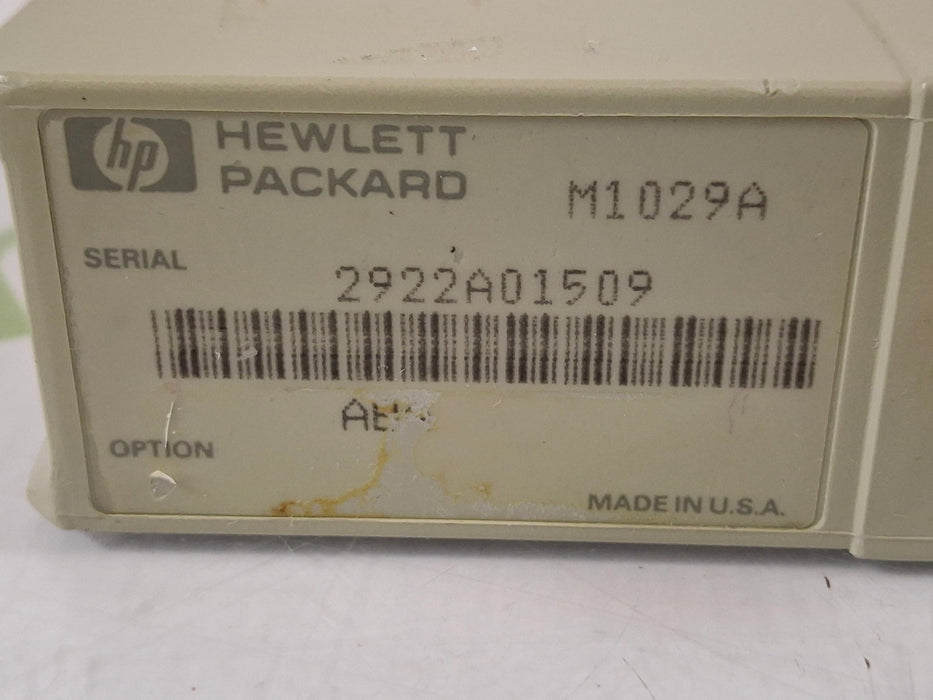 hp HEWLETT
PACKARD
M1029A
SERIAL
2922A01509
OPTION
MADE IN U.S.A.